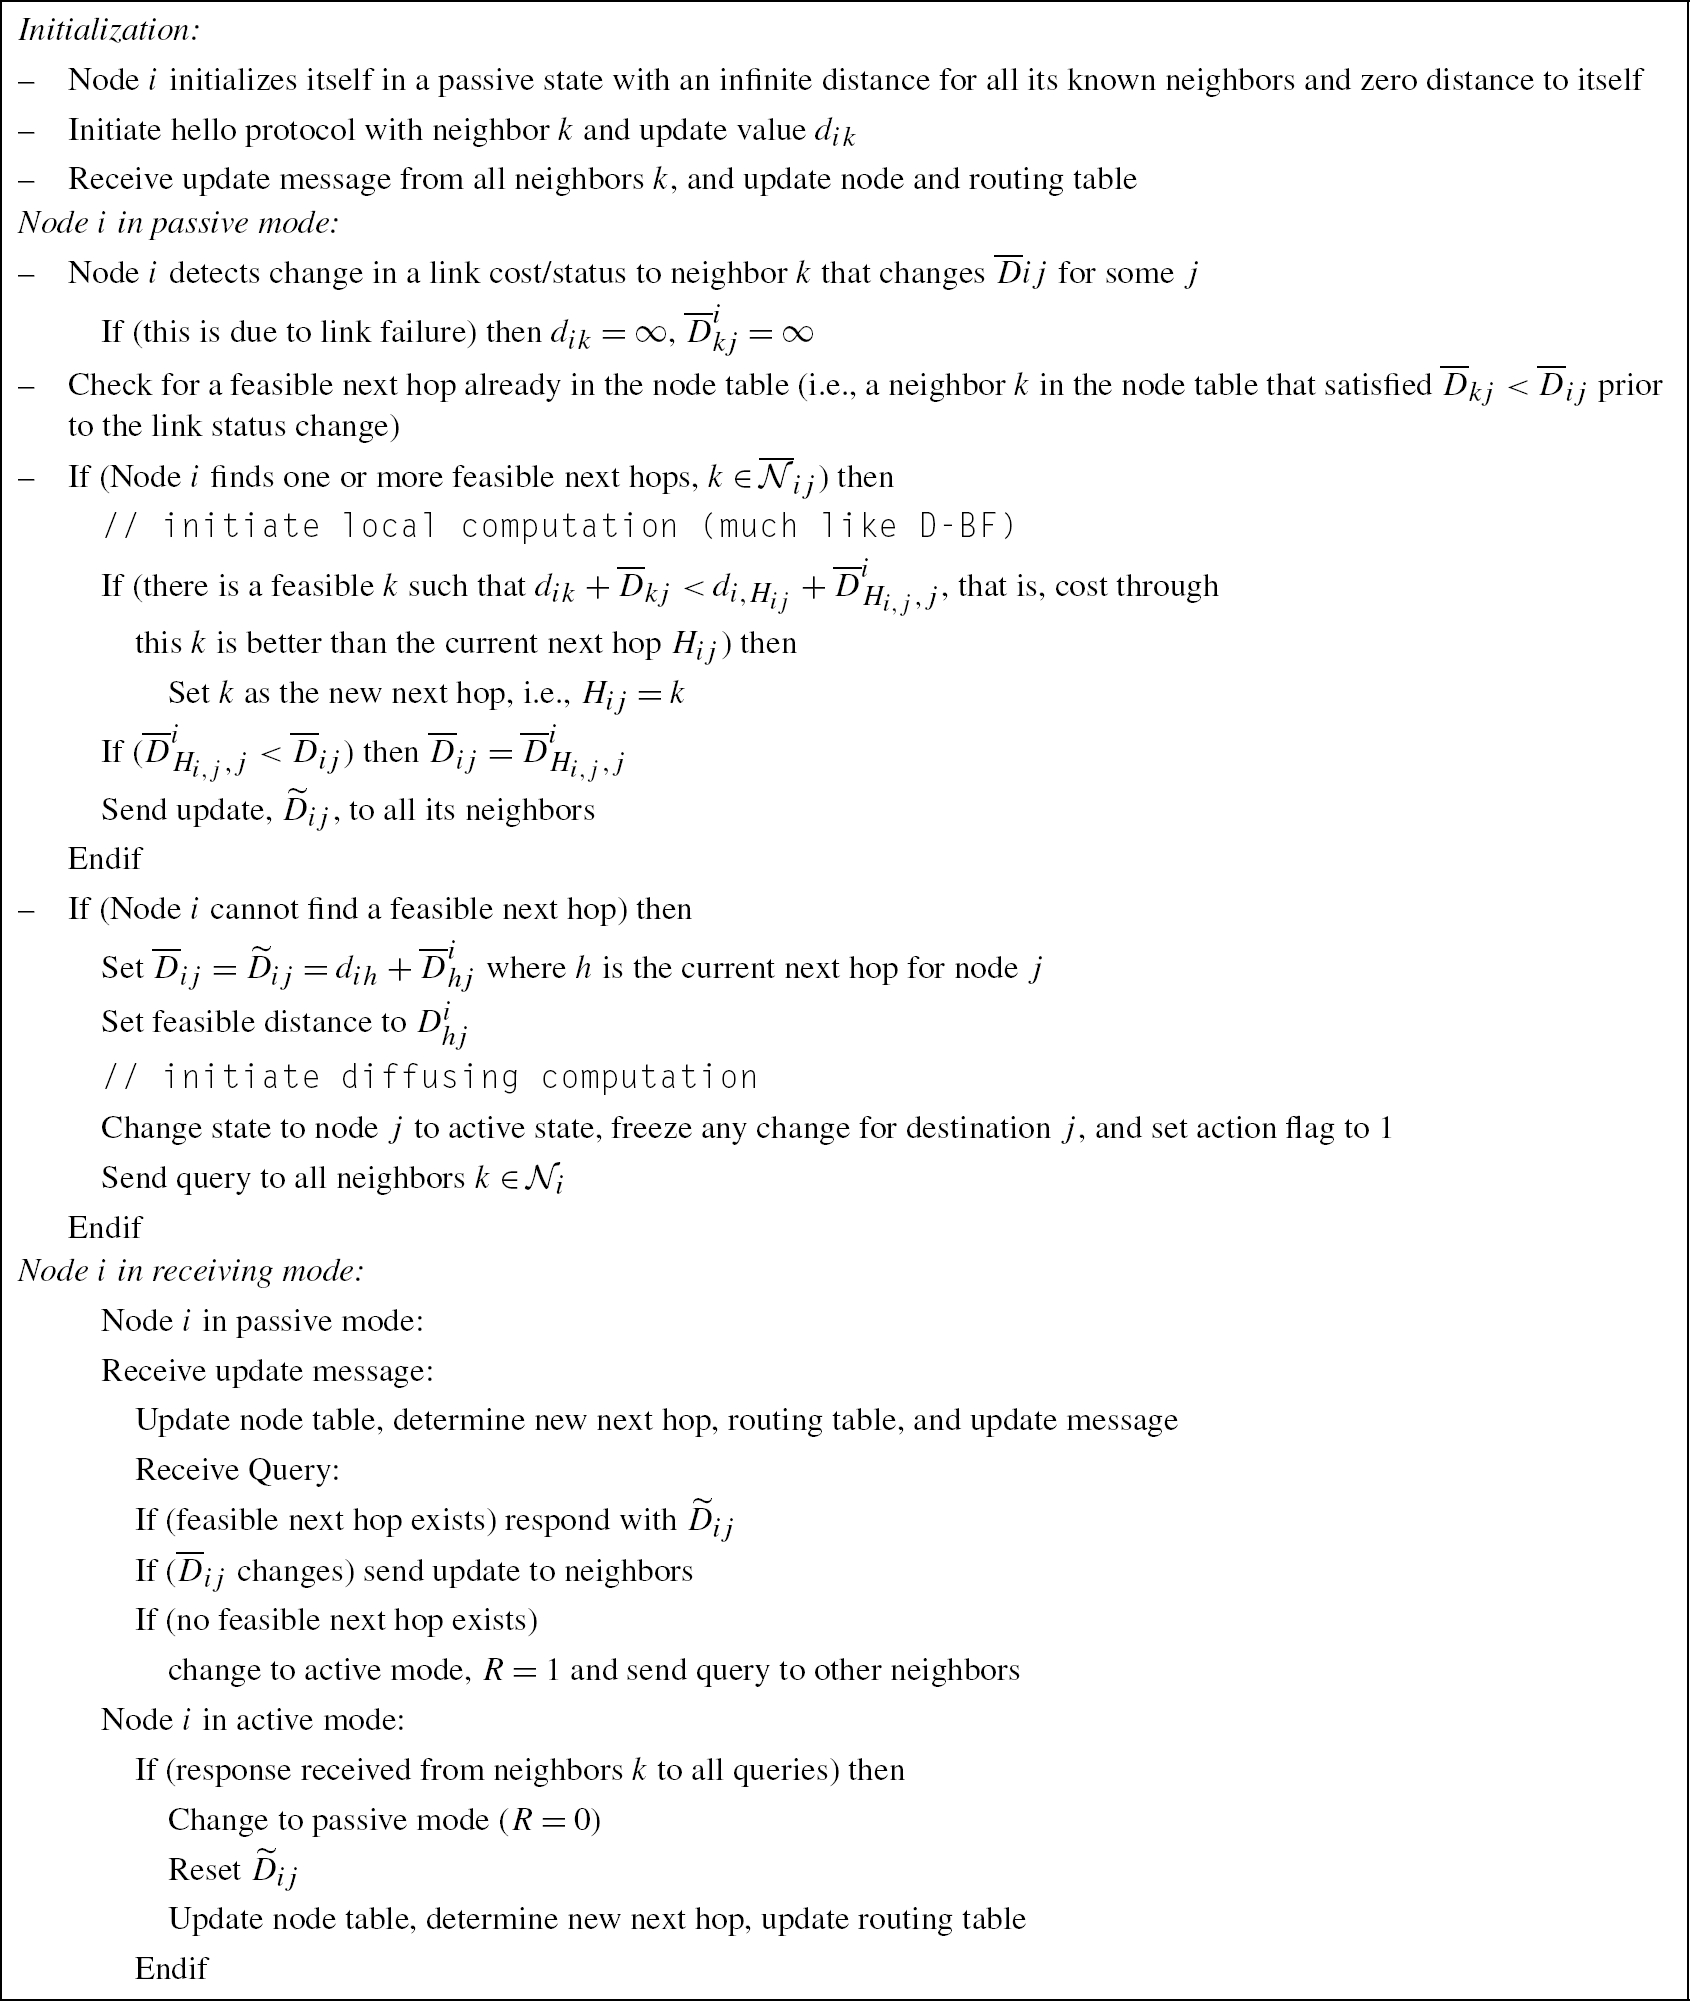 Initialization:
– Node i initializes itself in a passive state with an infinite distance for all its known neighbors and zero distance to itself
– Initiate hello protocol with neighbor k and update value d_{ik}
– Receive update message from all neighbors k, and update node and routing table
Node i in passive mode:
– Node i detects change in a link cost/status to neighbor k that changes \overline{D}ij for some j
If (this is due to link failure) then d_{ik} = ∞, \overline{D}^i_{kj} = ∞
– Check for a feasible next hop already in the node table (i.e., a neighbor k in the node table that satisfied \overline{D}_{kj} < \overline{D}_{ij} prior
to the link status change)
– If (Node i finds one or more feasible next hops, k ∈ \overline{𝒩}_{ij}) then
// initiate local computation (much like D-BF)
If (there is a feasible k such that d_{ik} + \overline{D}_{kj} < d_{i,H_{ij}} + \overline{D}^i_{H_{i,j},j}, that is, cost through
this k is better than the current next hop H_{ij}) then
Set k as the new next hop, i.e., H_{ij} = k
If (\overline{D}^i_{H_{i,j},j} < \overline{D}_{ij}) then \overline{D}_{ij} = \overline{D}^i_{H_{i,j},j}
Send update, \widetilde{D}_{ij}, to all its neighbors
Endif
– If (Node i cannot find a feasible next hop) then
Set \overline{D}_{ij} = \widetilde{D}_{ij} = d_{ih} + \overline{D}^i_{hj} where h is the current next hop for node j
Set feasible distance to D^i_{hj}
// initiate diffusing computation
Change state to node j to active state, freeze any change for destination j, and set action flag to 1
Send query to all neighbors k ∈ 𝒩_i
Endif
Node i in receiving mode:
Node i in passive mode:
Receive update message:
Update node table, determine new next hop, routing table, and update message
Receive Query:
If (feasible next hop exists) respond with \widetilde{D}_{ij}
If (\overline{D}_{ij} changes) send update to neighbors
If (no feasible next hop exists)
change to active mode, R = 1 and send query to other neighbors
Node i in active mode:
If (response received from neighbors k to all queries) then
Change to passive mode (R = 0)
Reset \widetilde{D}_{ij}
Update node table, determine new next hop, update routing table
Endif